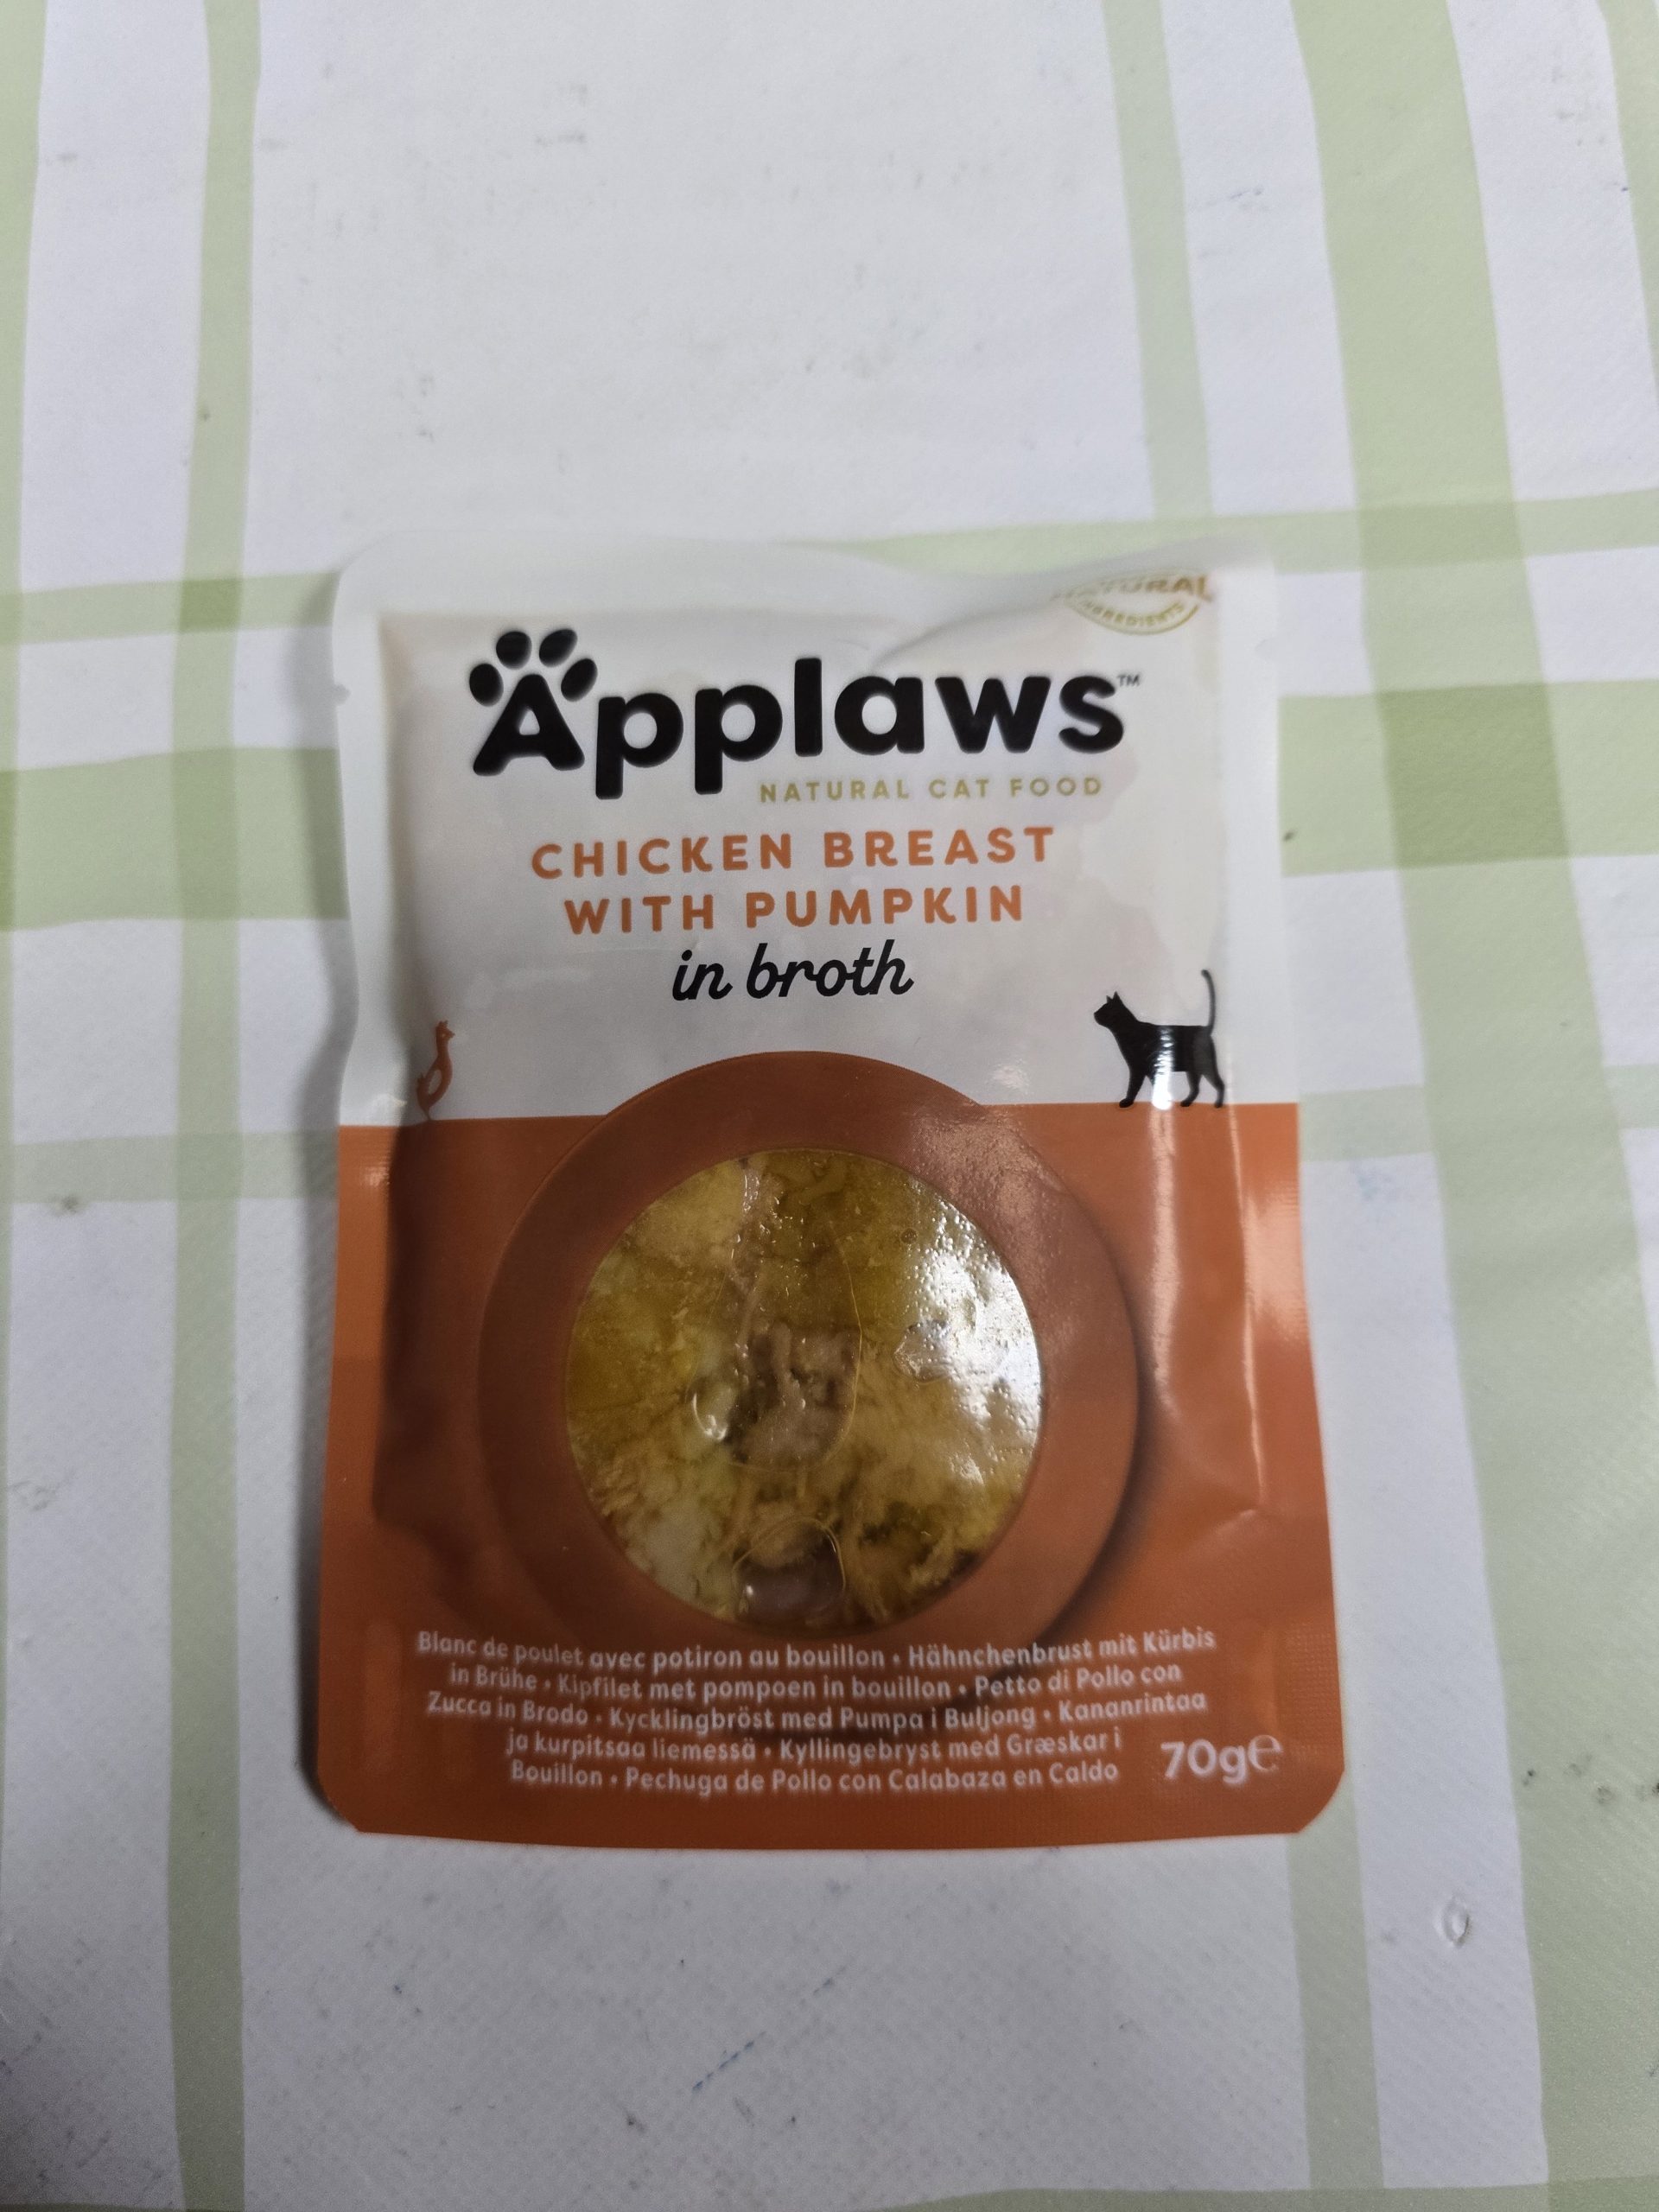 NATURAL
INGREDIENTS
Applaws™
NATURAL CAT FOOD
CHICKEN BREAST
WITH PUMPKIN
in broth
Blanc de poulet avec potiron au bouillon • Hähnchenbrust mit Kürbis
in Brühe • Kipfilet met pompoen in bouillon • Petto di Pollo con
Zucca in Brodo • Kycklingbröst med Pumpa i Buljong • Kananrintaa
ja kurpitsaa liemessä • Kyllingebryst med Græskar i
Bouillon • Pechuga de Pollo con Calabaza en Caldo
70g℮